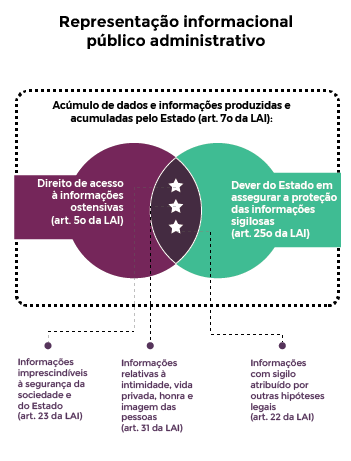 Representação informacional
público administrativo
Acúmulo de dados e informações produzidas e
acumuladas pelo Estado (art. 7o da LAI):
Direito de acesso
à informações
ostensivas
(art. 5o da LAI)
Dever do Estado em
assegurar a proteção
das informações
sigilosas
(art. 25o da LAI)
Informações
imprescindíveis
à segurança da
sociedade e
do Estado
(art. 23 da LAI)
Informações
relativas à
intimidade, vida
privada, honra e
imagem das
pessoas
(art. 31 da LAI)
Informações
com sigilo
atribuído por
outras hipóteses
legais
(art. 22 da LAI)